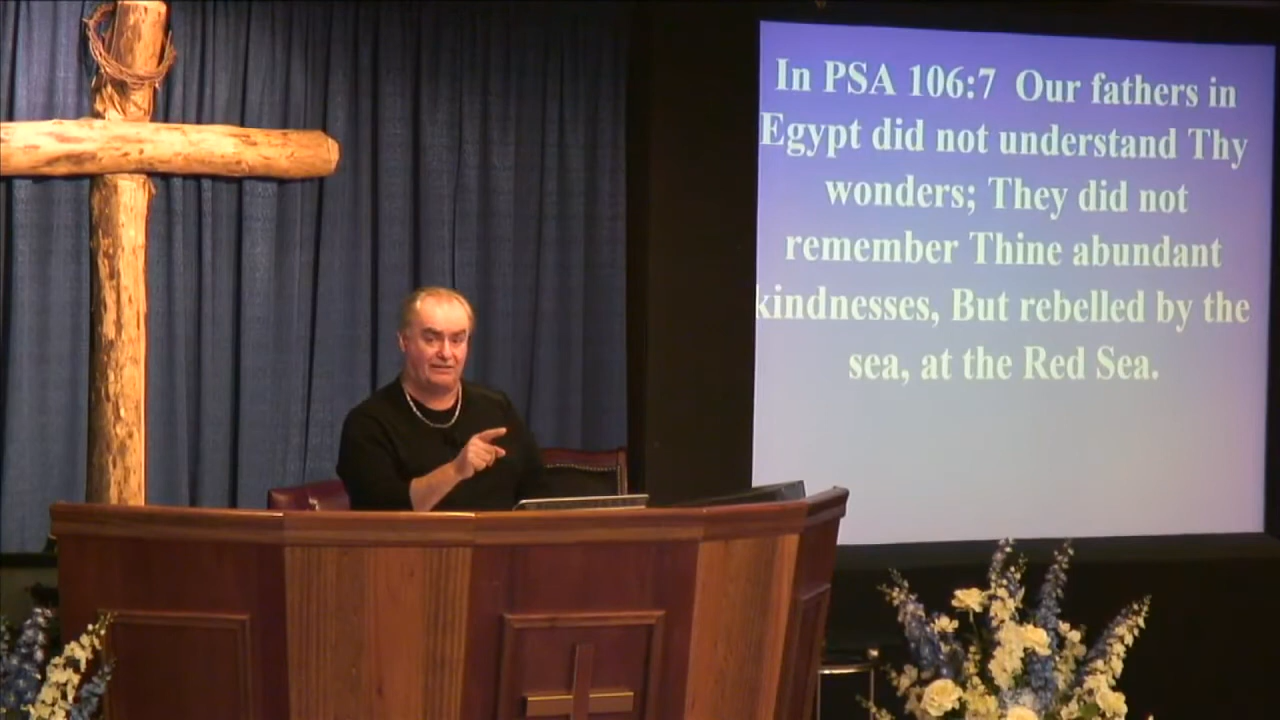 In PSA 106:7 Our fathers in
Egypt did not understand Thy
wonders; They did not
remember Thine abundant
kindnesses, But rebelled by the
sea, at the Red Sea.